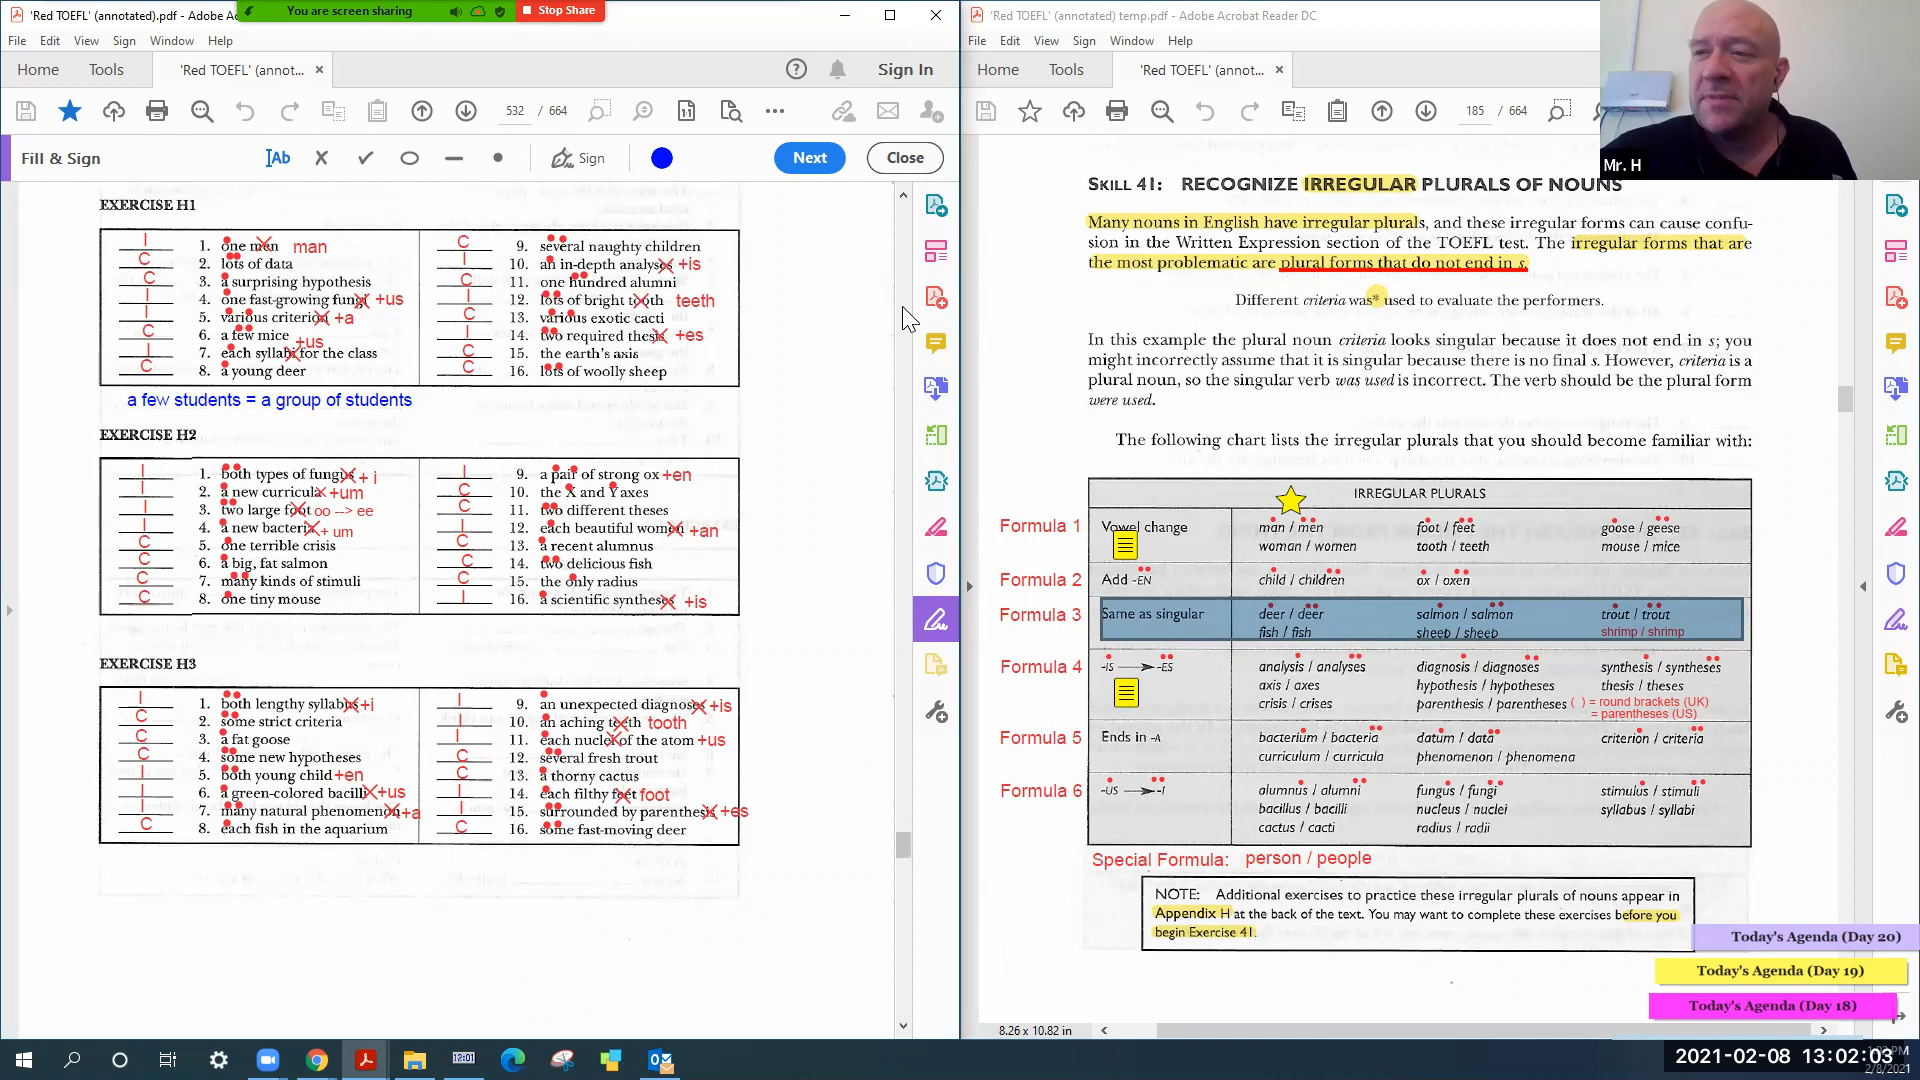 'Red TOEFL' (annotated).pdf - Adobe Acro
You are screen sharing
Stop Share
File Edit View Sign Window Help
Home Tools 'Red TOEFL' (annot... × Sign In
532 / 664
Fill & Sign
Ab
Sign
Next
Close
EXERCISE H1
I 1. one men man
C 2. lots of data
C 3. a surprising hypothesis
I 4. one fast-growing fungi +us
I 5. various criterion +a
C 6. a few mice
+us
I 7. each syllabi for the class
C 8. a young deer
C 9. several naughty children
I 10. an in-depth analyses +is
C 11. one hundred alumni
I 12. lots of bright tooth teeth
C 13. various exotic cacti
I 14. two required thesis +es
C 15. the earth's axis
C 16. lots of woolly sheep
a few students = a group of students
EXERCISE H2
I 1. both types of fungus + i
I 2. a new curricula +um
I 3. two large foot oo --> ee
I 4. a new bacteria + um
C 5. one terrible crisis
C 6. a big, fat salmon
C 7. many kinds of stimuli
C 8. one tiny mouse
I 9. a pair of strong ox +en
C 10. the X and Y axes
C 11. two different theses
I 12. each beautiful women +an
C 13. a recent alumnus
C 14. two delicious fish
C 15. the only radius
I 16. a scientific syntheses +is
EXERCISE H3
I 1. both lengthy syllabus +i
C 2. some strict criteria
C 3. a fat goose
C 4. some new hypotheses
I 5. both young child +en
I 6. a green-colored bacilli +us
I 7. many natural phenomenon +a
C 8. each fish in the aquarium
I 9. an unexpected diagnoses +is
I 10. an aching teeth tooth
I 11. each nuclei of the atom +us
C 12. several fresh trout
C 13. a thorny cactus
I 14. each filthy feet foot
I 15. surrounded by parenthesis +es
C 16. some fast-moving deer
'Red TOEFL' (annotated) temp.pdf - Adobe Acrobat Reader DC
File Edit View Sign Window Help
Home Tools 'Red TOEFL' (annot... ×
185 / 664
Mr. H
SKILL 41: RECOGNIZE IRREGULAR PLURALS OF NOUNS
Many nouns in English have irregular plurals, and these irregular forms can cause confu-
sion in the Written Expression section of the TOEFL test. The irregular forms that are
the most problematic are plural forms that do not end in s.
Different criteria was* used to evaluate the performers.
In this example the plural noun criteria looks singular because it does not end in s; you
might incorrectly assume that it is singular because there is no final s. However, criteria is a
plural noun, so the singular verb was used is incorrect. The verb should be the plural form
were used.
The following chart lists the irregular plurals that you should become familiar with:
IRREGULAR PLURALS
Formula 1 Vowel change man / men foot / feet goose / geese
woman / women tooth / teeth mouse / mice
Formula 2 Add -EN child / children ox / oxen
Formula 3 Same as singular deer / deer salmon / salmon trout / trout
fish / fish sheep / sheep shrimp / shrimp
Formula 4 -IS → -ES analysis / analyses diagnosis / diagnoses synthesis / syntheses
axis / axes hypothesis / hypotheses thesis / theses
crisis / crises parenthesis / parentheses ( ) = round brackets (UK)
= parentheses (US)
Formula 5 Ends in -A bacterium / bacteria datum / data criterion / criteria
curriculum / curricula phenomenon / phenomena
Formula 6 -US → -I alumnus / alumni fungus / fungi stimulus / stimuli
bacillus / bacilli nucleus / nuclei syllabus / syllabi
cactus / cacti radius / radii
Special Formula: person / people
NOTE: Additional exercises to practice these irregular plurals of nouns appear in
Appendix H at the back of the text. You may want to complete these exercises before you
begin Exercise 41.
Today's Agenda (Day 20)
Today's Agenda (Day 19)
Today's Agenda (Day 18)
8.26 x 10.82 in
12:01
2021-02-08 13:02:03
2/8/2021